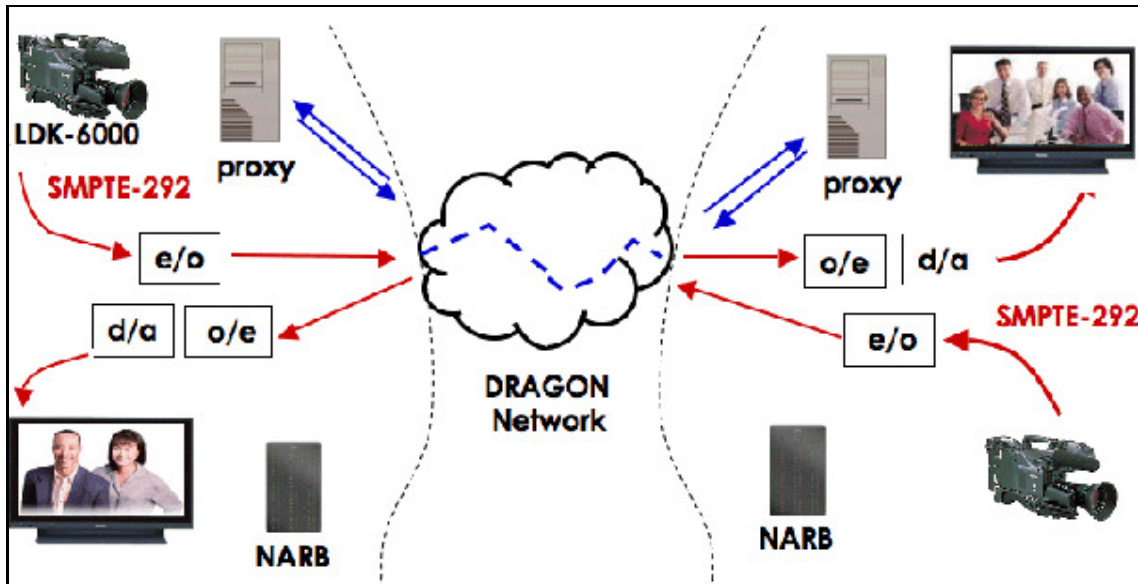 LDK-6000
proxy
proxy
SMPTE-292
e/o
o/e
d/a
d/a
o/e
e/o
SMPTE-292
DRAGON
Network
NARB
NARB